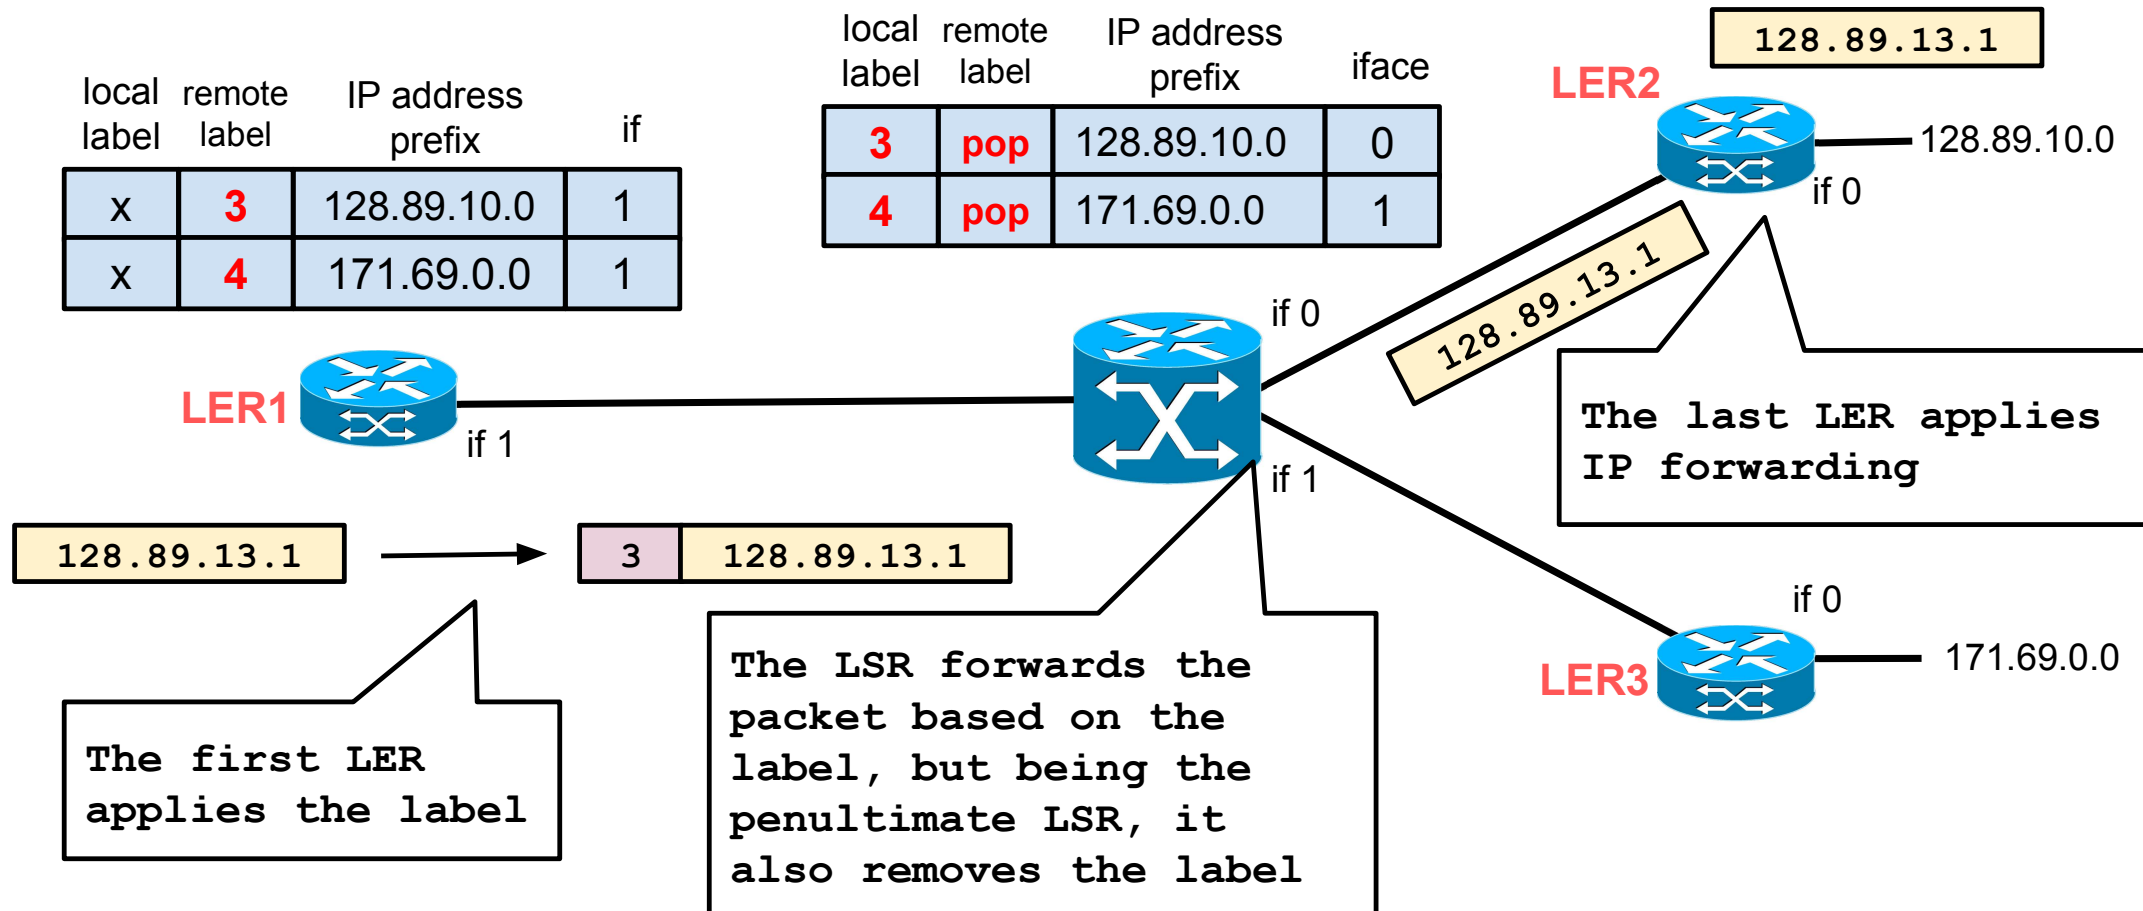 local label
remote label
IP address prefix
if
x 3 128.89.10.0 1
x 4 171.69.0.0 1
local label
remote label
IP address prefix
iface
3 pop 128.89.10.0 0
4 pop 171.69.0.0 1
128.89.13.1
LER2
128.89.10.0
if 0
128.89.13.1
if 0
if 1
LER1
if 1
The last LER applies
IP forwarding
128.89.13.1
3 128.89.13.1
if 0
LER3
171.69.0.0
The first LER
applies the label
The LSR forwards the
packet based on the
label, but being the
penultimate LSR, it
also removes the label